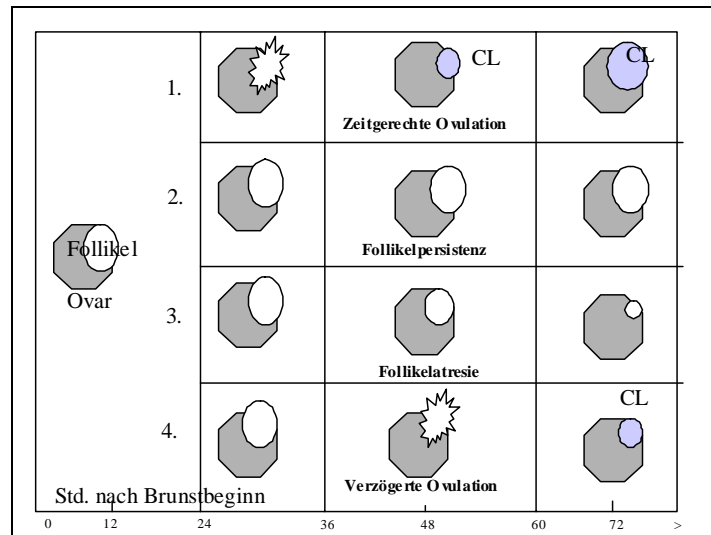 CL
CL
1.
Zeitgerechte Ovulation
2.
Follikelpersistenz
Follikel
Ovar
3.
Follikelatresie
CL
4.
Verzögerte Ovulation
Std. nach Brunstbeginn
0 12 24 36 48 60 72 >